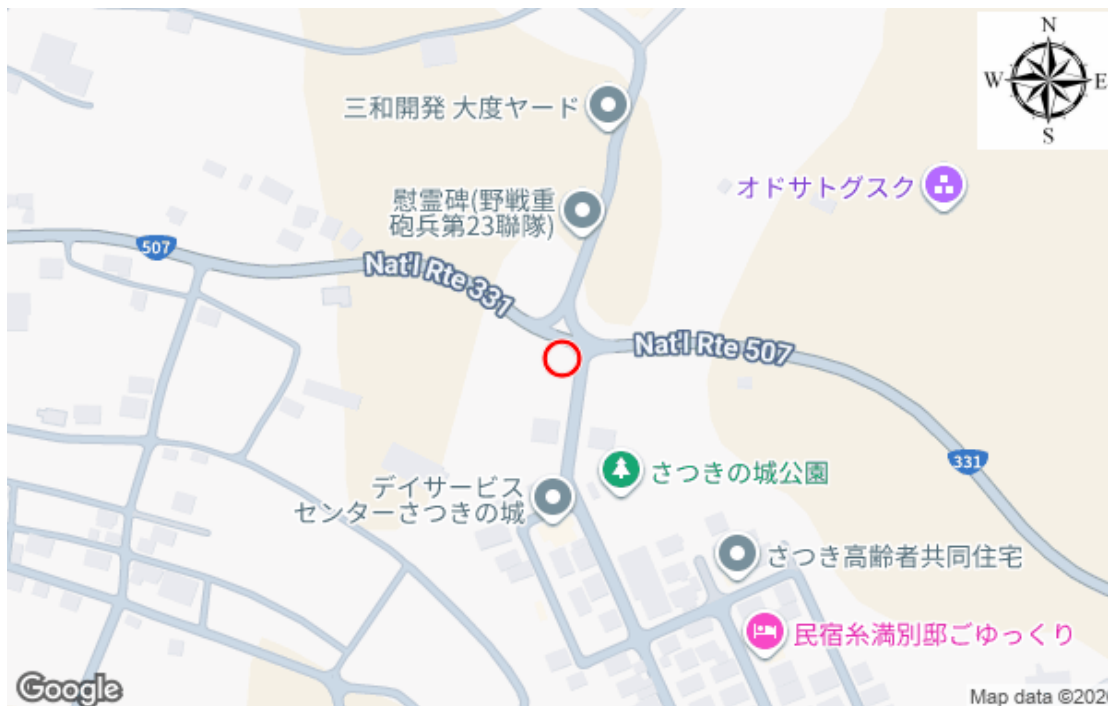 N
W
E
S
三和開発 大度ヤード
オドサトグスク
慰霊碑(野戦重
砲兵第23聯隊)
507
Nat'l Rte 331
Nat'l Rte 507
331
さつきの城公園
デイサービス
センターさつきの城
さつき高齢者共同住宅
民宿糸満別邸ごゆっくり
Google
Map data ©202